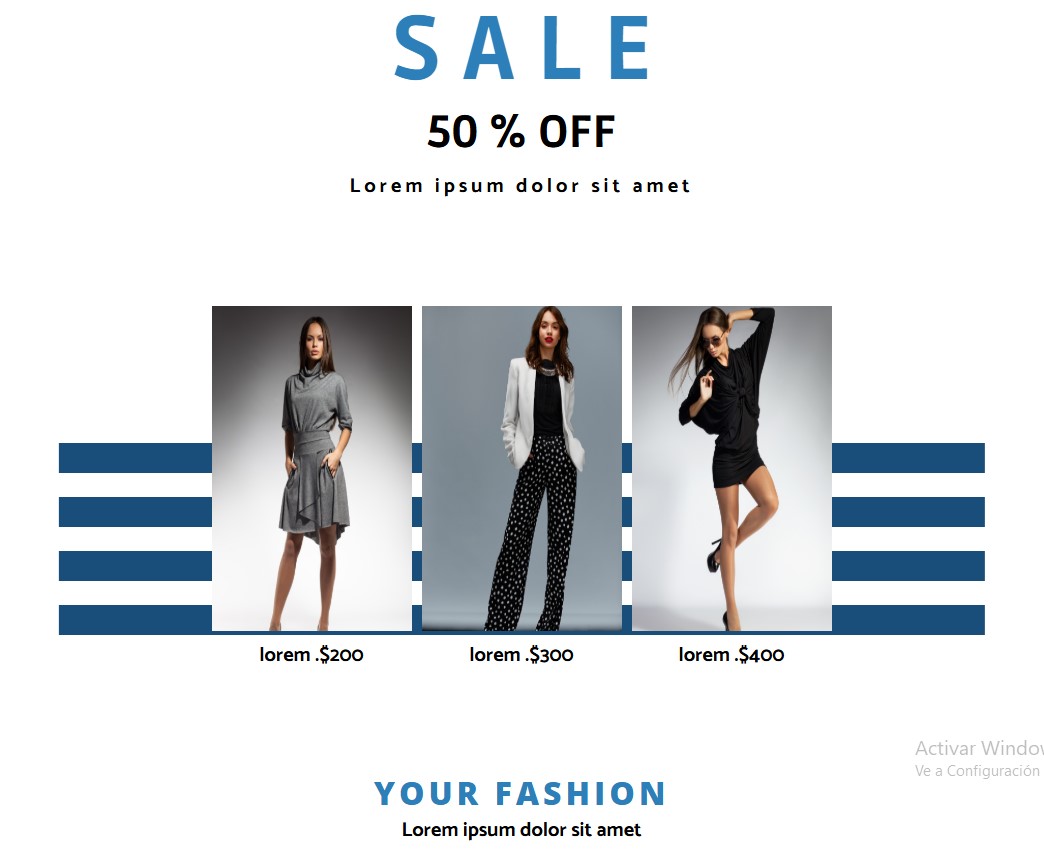 SALE
50 % OFF
Lorem ipsum dolor sit amet
lorem .$200
lorem .$300
lorem .$400
Activar Window
Ve a Configuración
YOUR FASHION
Lorem ipsum dolor sit amet